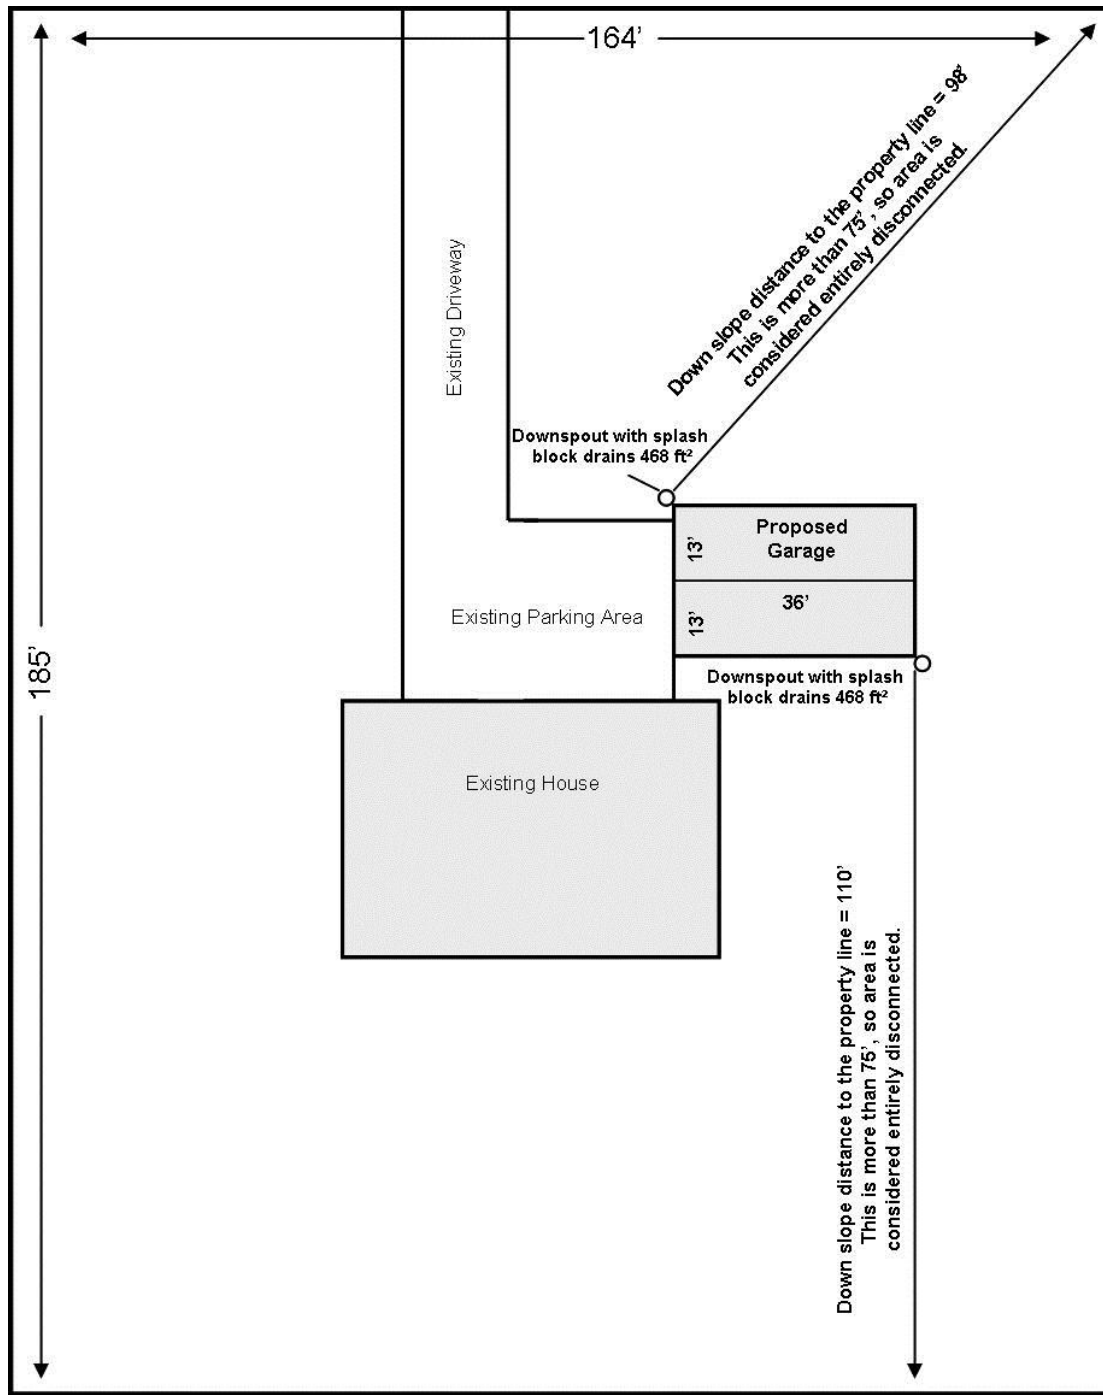 164’
185’
Down slope distance to the property line = 98’
This is more than 75’, so area is
considered entirely disconnected.
Existing Driveway
Downspout with splash
block drains 468 ft²
Proposed
Garage
13’
36’
13’
Existing Parking Area
Downspout with splash
block drains 468 ft²
Existing House
Down slope distance to the property line = 110’
This is more than 75’, so area is
considered entirely disconnected.